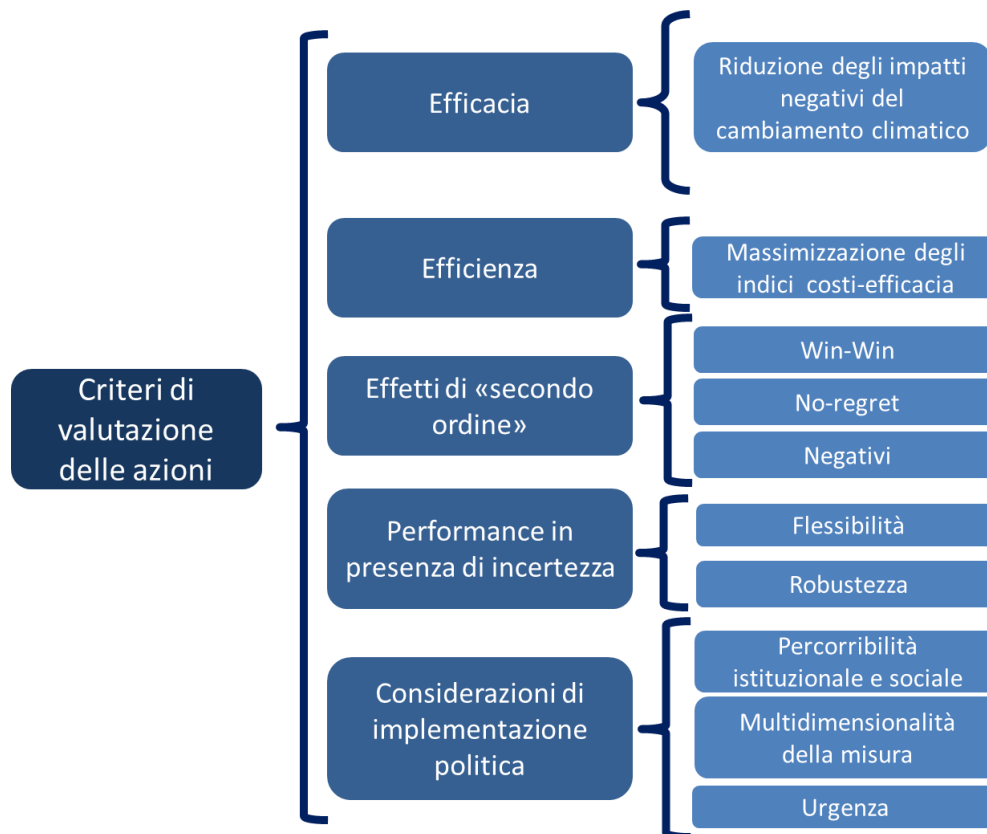 Criteri di
valutazione
delle azioni
Efficacia
Riduzione degli impatti
negativi del
cambiamento climatico
Efficienza
Massimizzazione degli
indici costi-efficacia
Effetti di «secondo
ordine»
Win-Win
No-regret
Negativi
Performance in
presenza di incertezza
Flessibilità
Robustezza
Considerazioni di
implementazione
politica
Percorribilità
istituzionale e sociale
Multidimensionalità
della misura
Urgenza